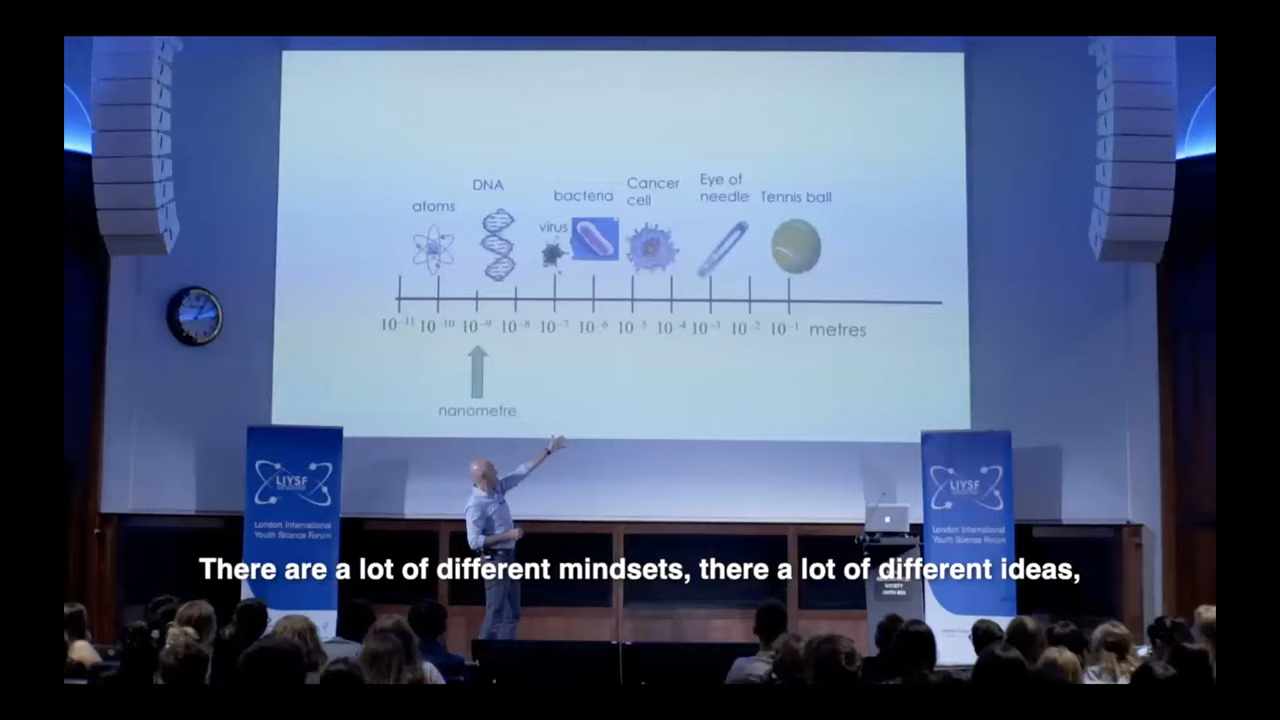 DNA
Cancer
cell
Eye of
needle
bacteria
Tennis ball
atoms
virus
10⁻¹¹ 10⁻¹⁰ 10⁻⁹ 10⁻⁸ 10⁻⁷ 10⁻⁶ 10⁻⁵ 10⁻⁴ 10⁻³ 10⁻² 10⁻¹ metres
nanometre
LIYSF
London International
Youth Science Forum
LIYSF
London International
Youth Science Forum
There are a lot of different mindsets, there a lot of different ideas,
SOCIETY